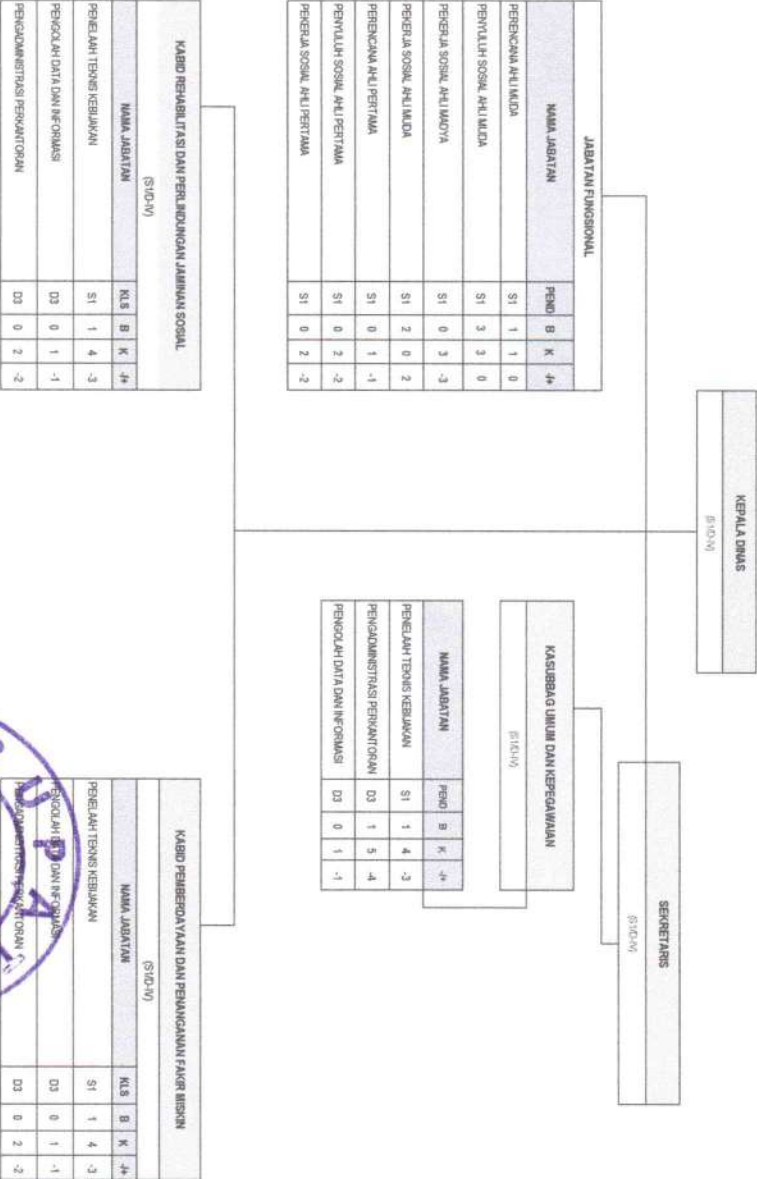 KEPALA DINAS
(S1/D-IV)
SEKRETARIS
(S1/D-IV)
JABATAN FUNGSIONAL
NAMA JABATAN PEND B K -/+
PERENCANA AHLI MUDA S1 1 1 0
PENYULUH SOSIAL AHLI MUDA S1 3 3 0
PEKERJA SOSIAL AHLI MADYA S1 0 3 -3
PEKERJA SOSIAL AHLI MUDA S1 2 0 2
PERENCANA AHLI PERTAMA S1 0 1 -1
PENYULUH SOSIAL AHLI PERTAMA S1 0 2 -2
PEKERJA SOSIAL AHLI PERTAMA S1 0 2 -2
KASUBBAG UMUM DAN KEPEGAWAIAN
(S1/D-IV)
NAMA JABATAN PEND B K -/+
PENELAAH TEKNIS KEBIJAKAN S1 1 4 -3
PENGADMINISTRASI PERKANTORAN D3 1 5 -4
PENGOLAH DATA DAN INFORMASI D3 0 1 -1
KABID REHABILITASI DAN PERLINDUNGAN JAMINAN SOSIAL
(S1/D-IV)
NAMA JABATAN KLS B K -/+
PENELAAH TEKNIS KEBIJAKAN S1 1 4 -3
PENGOLAH DATA DAN INFORMASI D3 0 1 -1
PENGADMINISTRASI PERKANTORAN D3 0 2 -2
KABID PEMBERDAYAAN DAN PENANGANAN FAKIR MISKIN
(S1/D-IV)
NAMA JABATAN KLS B K -/+
PENELAAH TEKNIS KEBIJAKAN S1 1 4 -3
PENGOLAH DATA DAN INFORMASI D3 0 1 -1
PENGADMINISTRASI PERKANTORAN D3 0 2 -2